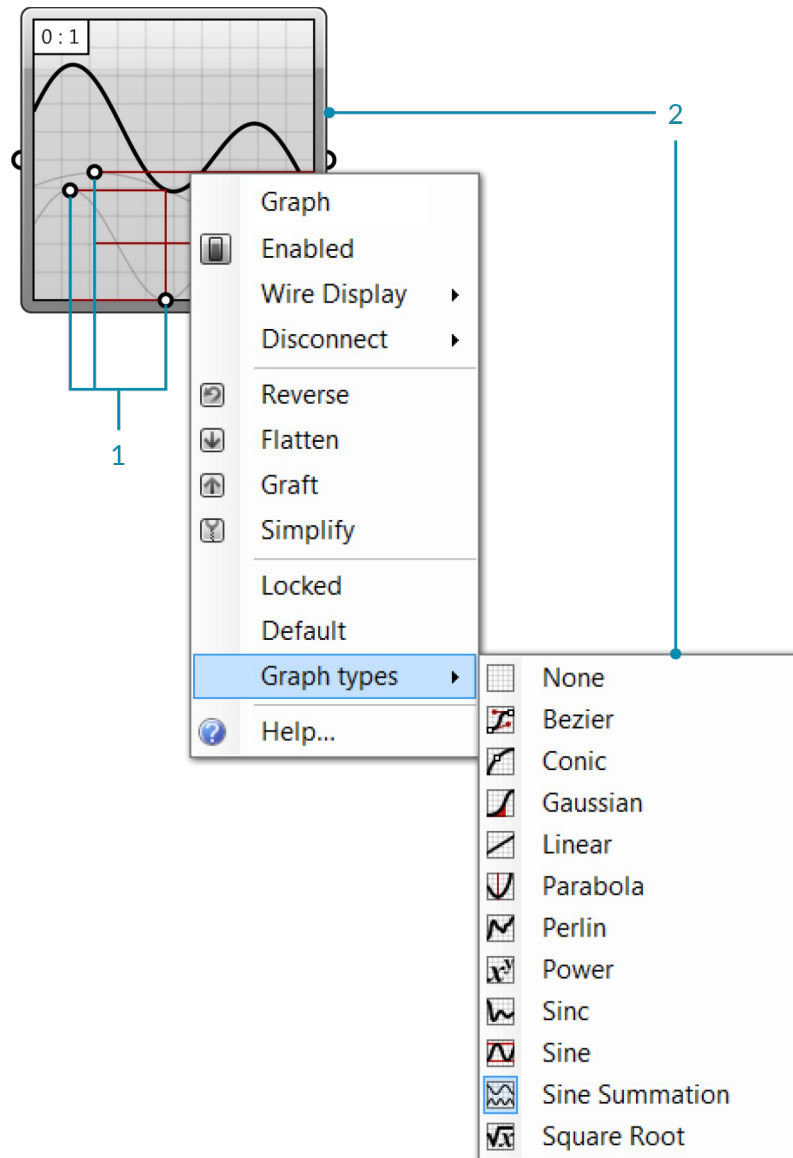 0 : 1
2
Graph
Enabled
Wire Display
Disconnect
Reverse
Flatten
Graft
Simplify
1
Locked
Default
Graph types
Help...
None
Bezier
Conic
Gaussian
Linear
Parabola
Perlin
Power
Sinc
Sine
Sine Summation
Square Root